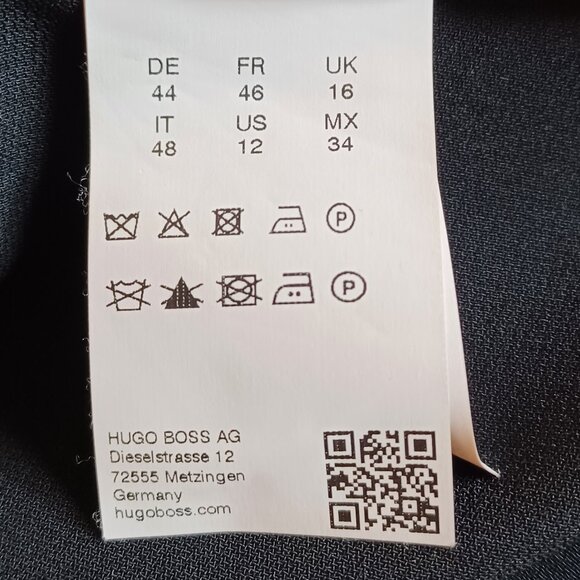 DE FR UK
44 46 16
IT US MX
48 12 34
P
P
HUGO BOSS AG
Dieselstrasse 12
72555 Metzingen
Germany
hugoboss.com